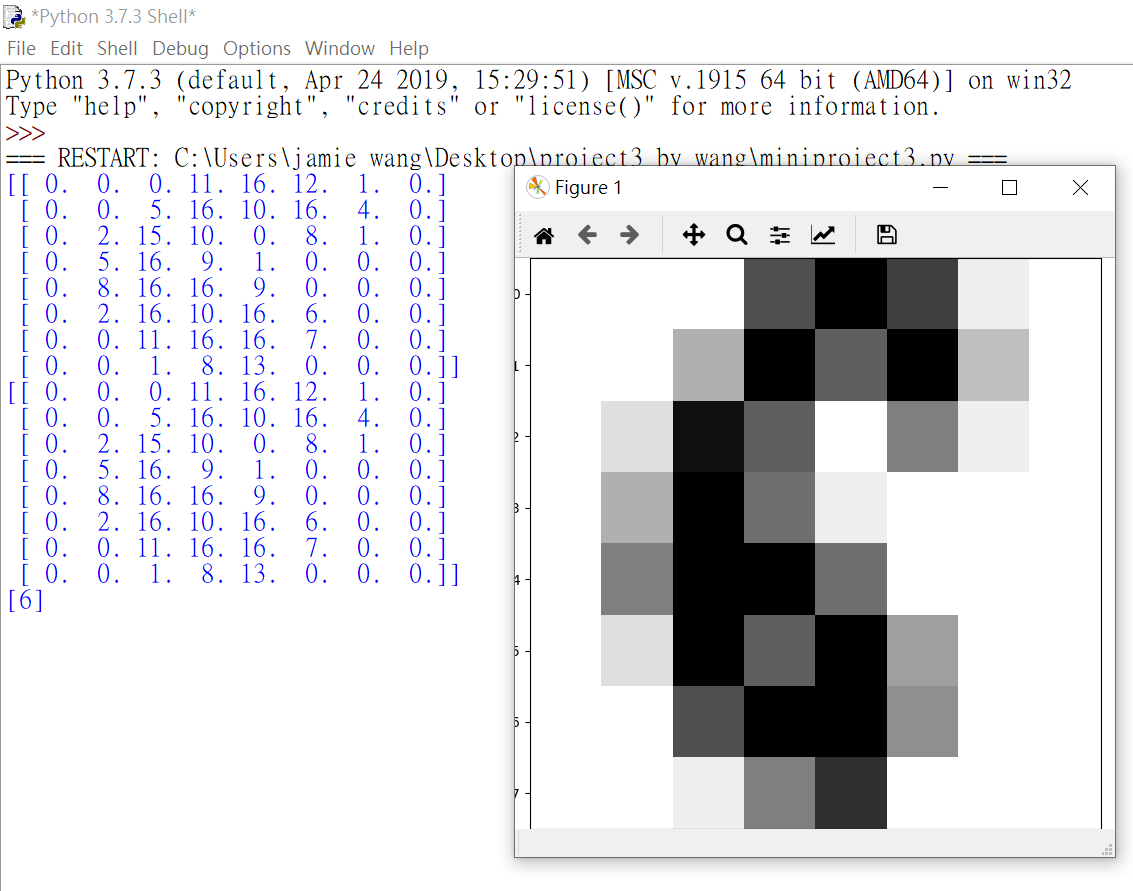 *Python 3.7.3 Shell*
File Edit Shell Debug Options Window Help
Python 3.7.3 (default, Apr 24 2019, 15:29:51) [MSC v.1915 64 bit (AMD64)] on win32
Type "help", "copyright", "credits" or "license()" for more information.
>>>
=== RESTART: C:\Users\jamie wang\Desktop\project3 by wang\miniproject3.py ===
[[ 0. 0. 0. 11. 16. 12. 1. 0.]
[ 0. 0. 5. 16. 10. 16. 4. 0.]
[ 0. 2. 15. 10. 0. 8. 1. 0.]
[ 0. 5. 16. 9. 1. 0. 0. 0.]
[ 0. 8. 16. 16. 9. 0. 0. 0.]
[ 0. 2. 16. 10. 16. 6. 0. 0.]
[ 0. 0. 11. 16. 16. 7. 0. 0.]
[ 0. 0. 1. 8. 13. 0. 0. 0.]]
[[ 0. 0. 0. 11. 16. 12. 1. 0.]
[ 0. 0. 5. 16. 10. 16. 4. 0.]
[ 0. 2. 15. 10. 0. 8. 1. 0.]
[ 0. 5. 16. 9. 1. 0. 0. 0.]
[ 0. 8. 16. 16. 9. 0. 0. 0.]
[ 0. 2. 16. 10. 16. 6. 0. 0.]
[ 0. 0. 11. 16. 16. 7. 0. 0.]
[ 0. 0. 1. 8. 13. 0. 0. 0.]]
[6]
Figure 1
0
1
2
3
4
5
6
7